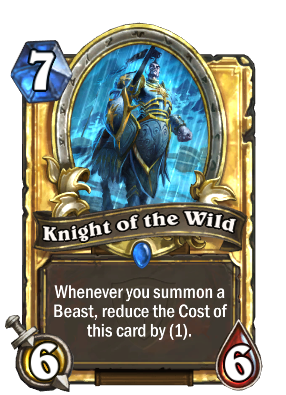 7
Knight of the Wild
Whenever you summon a
Beast, reduce the Cost of
this card by (1).
6
6